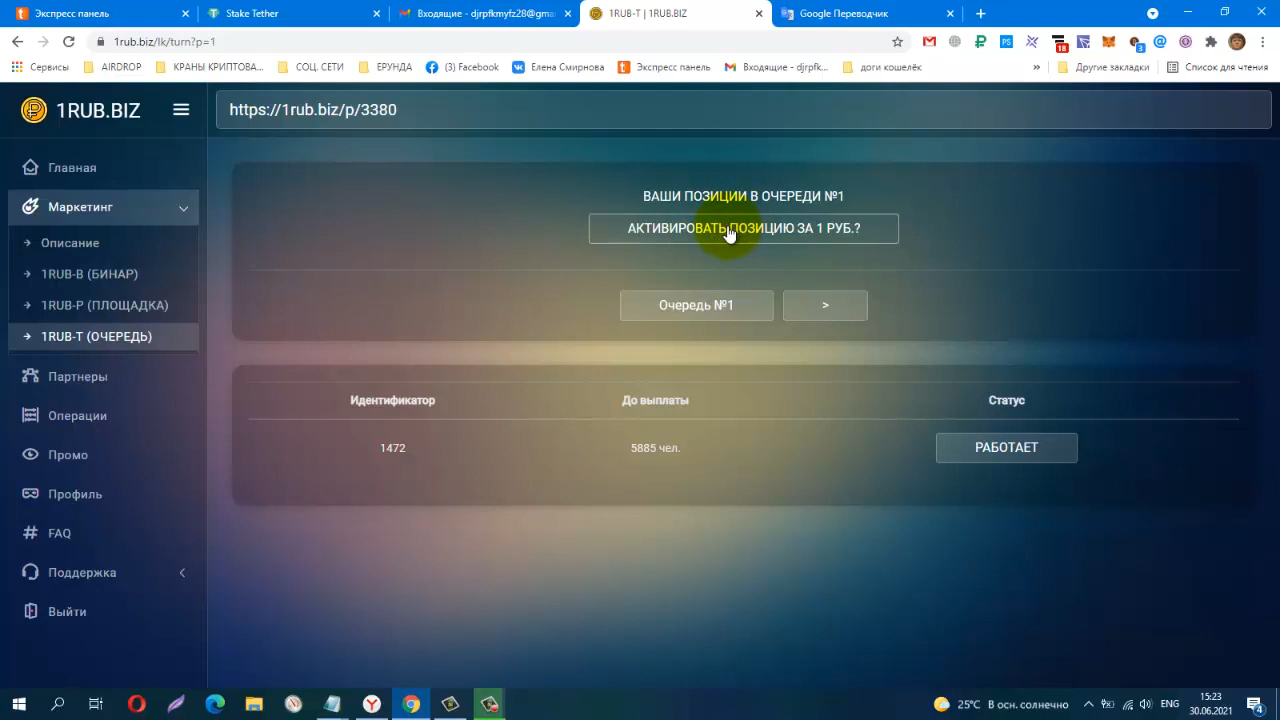 Экспресс панель
Stake Tether
Входящие - djrpfkmyfz28@gma
1RUB-T | 1RUB.BIZ
Google Переводчик
1rub.biz/lk/turn?p=1
18
3
Сервисы
AIRDROP
КРАНЫ КРИПТОВА...
СОЦ. СЕТИ
ЕРУНДА
(3) Facebook
Елена Смирнова
Экспресс панель
Входящие - djrpfk...
доги кошелёк
»
Другие закладки
Список для чтения
1RUB.BIZ
https://1rub.biz/p/3380
Главная
Маркетинг
Описание
1RUB-B (БИНАР)
1RUB-P (ПЛОЩАДКА)
1RUB-T (ОЧЕРЕДЬ)
Партнеры
Операции
Промо
Профиль
FAQ
Поддержка
Выйти
ВАШИ ПОЗИЦИИ В ОЧЕРЕДИ №1
АКТИВИРОВАТЬ ПОЗИЦИЮ ЗА 1 РУБ.?
Очередь №1 >
Идентификатор До выплаты Статус
1472 5885 чел. РАБОТАЕТ
25°C В осн. солнечно
ENG
15:23
30.06.2021
4